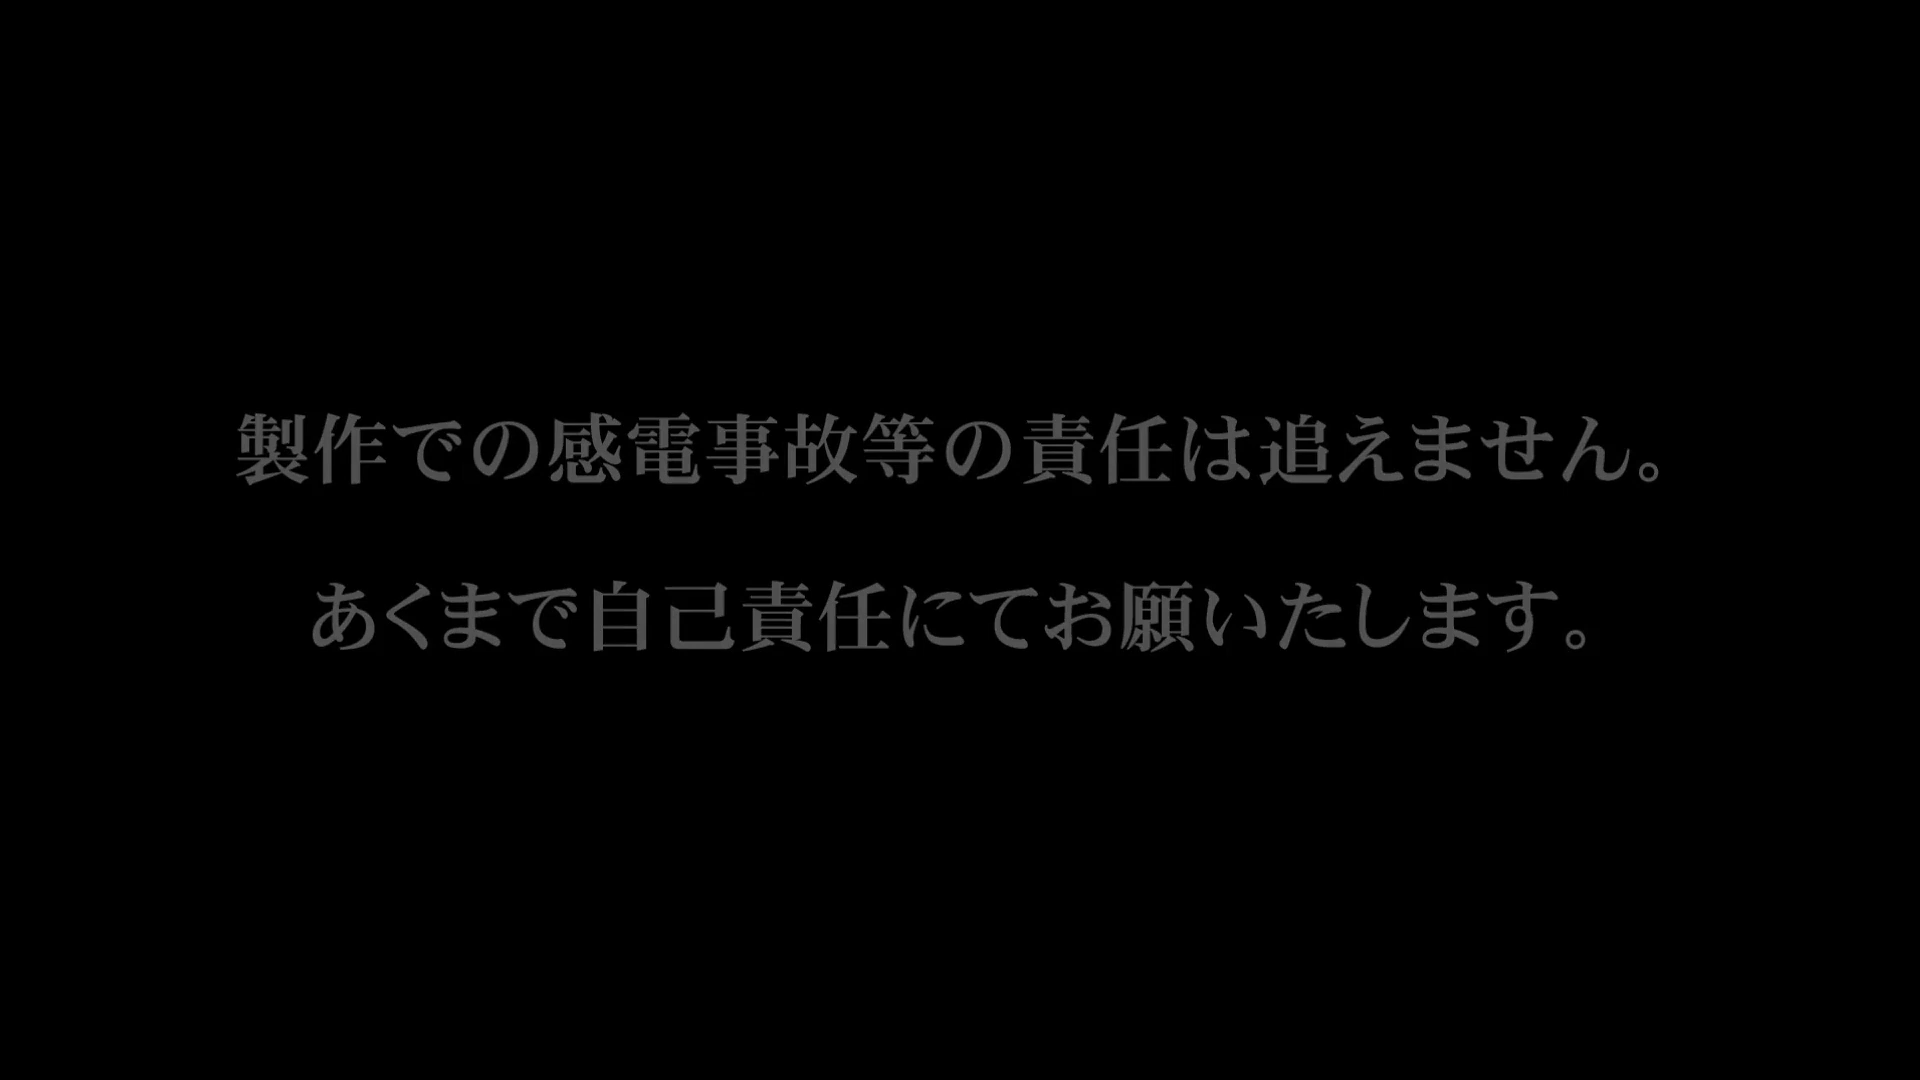 製作での感電事故等の責任は追えません。
あくまで自己責任にてお願いたします。